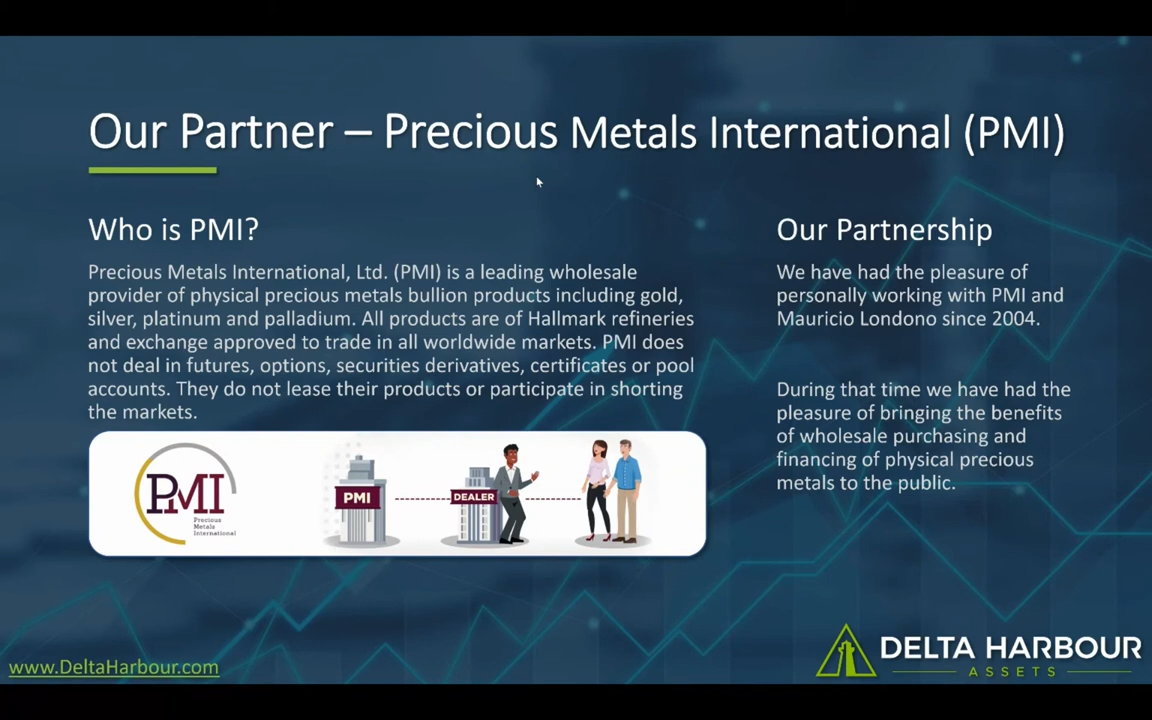 Our Partner – Precious Metals International (PMI)
Who is PMI?
Precious Metals International, Ltd. (PMI) is a leading wholesale
provider of physical precious metals bullion products including gold,
silver, platinum and palladium. All products are of Hallmark refineries
and exchange approved to trade in all worldwide markets. PMI does
not deal in futures, options, securities derivatives, certificates or pool
accounts. They do not lease their products or participate in shorting
the markets.
PMI
Precious
Metals
International
PMI
DEALER
Our Partnership
We have had the pleasure of
personally working with PMI and
Mauricio Londono since 2004.
During that time we have had the
pleasure of bringing the benefits
of wholesale purchasing and
financing of physical precious
metals to the public.
www.DeltaHarbour.com
DELTA HARBOUR
ASSETS